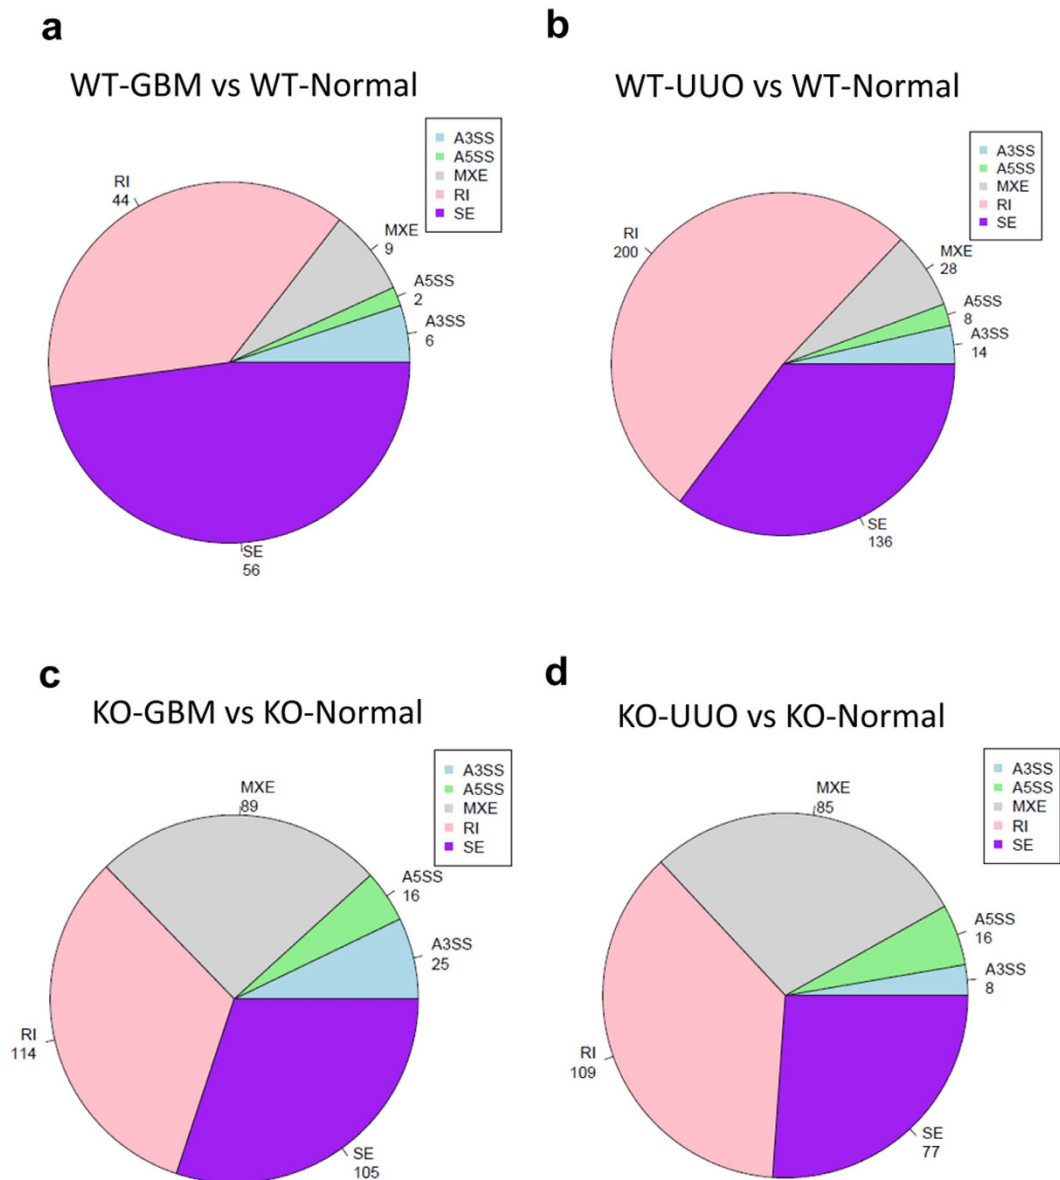 a
WT-GBM vs WT-Normal
A3SS
A5SS
MXE
RI
SE
RI
44
MXE
9
A5SS
2
A3SS
6
SE
56
b
WT-UUO vs WT-Normal
A3SS
A5SS
MXE
RI
SE
RI
200
MXE
28
A5SS
8
A3SS
14
SE
136
c
KO-GBM vs KO-Normal
A3SS
A5SS
MXE
RI
SE
MXE
89
A5SS
16
A3SS
25
RI
114
SE
105
d
KO-UUO vs KO-Normal
A3SS
A5SS
MXE
RI
SE
MXE
85
A5SS
16
A3SS
8
RI
109
SE
77